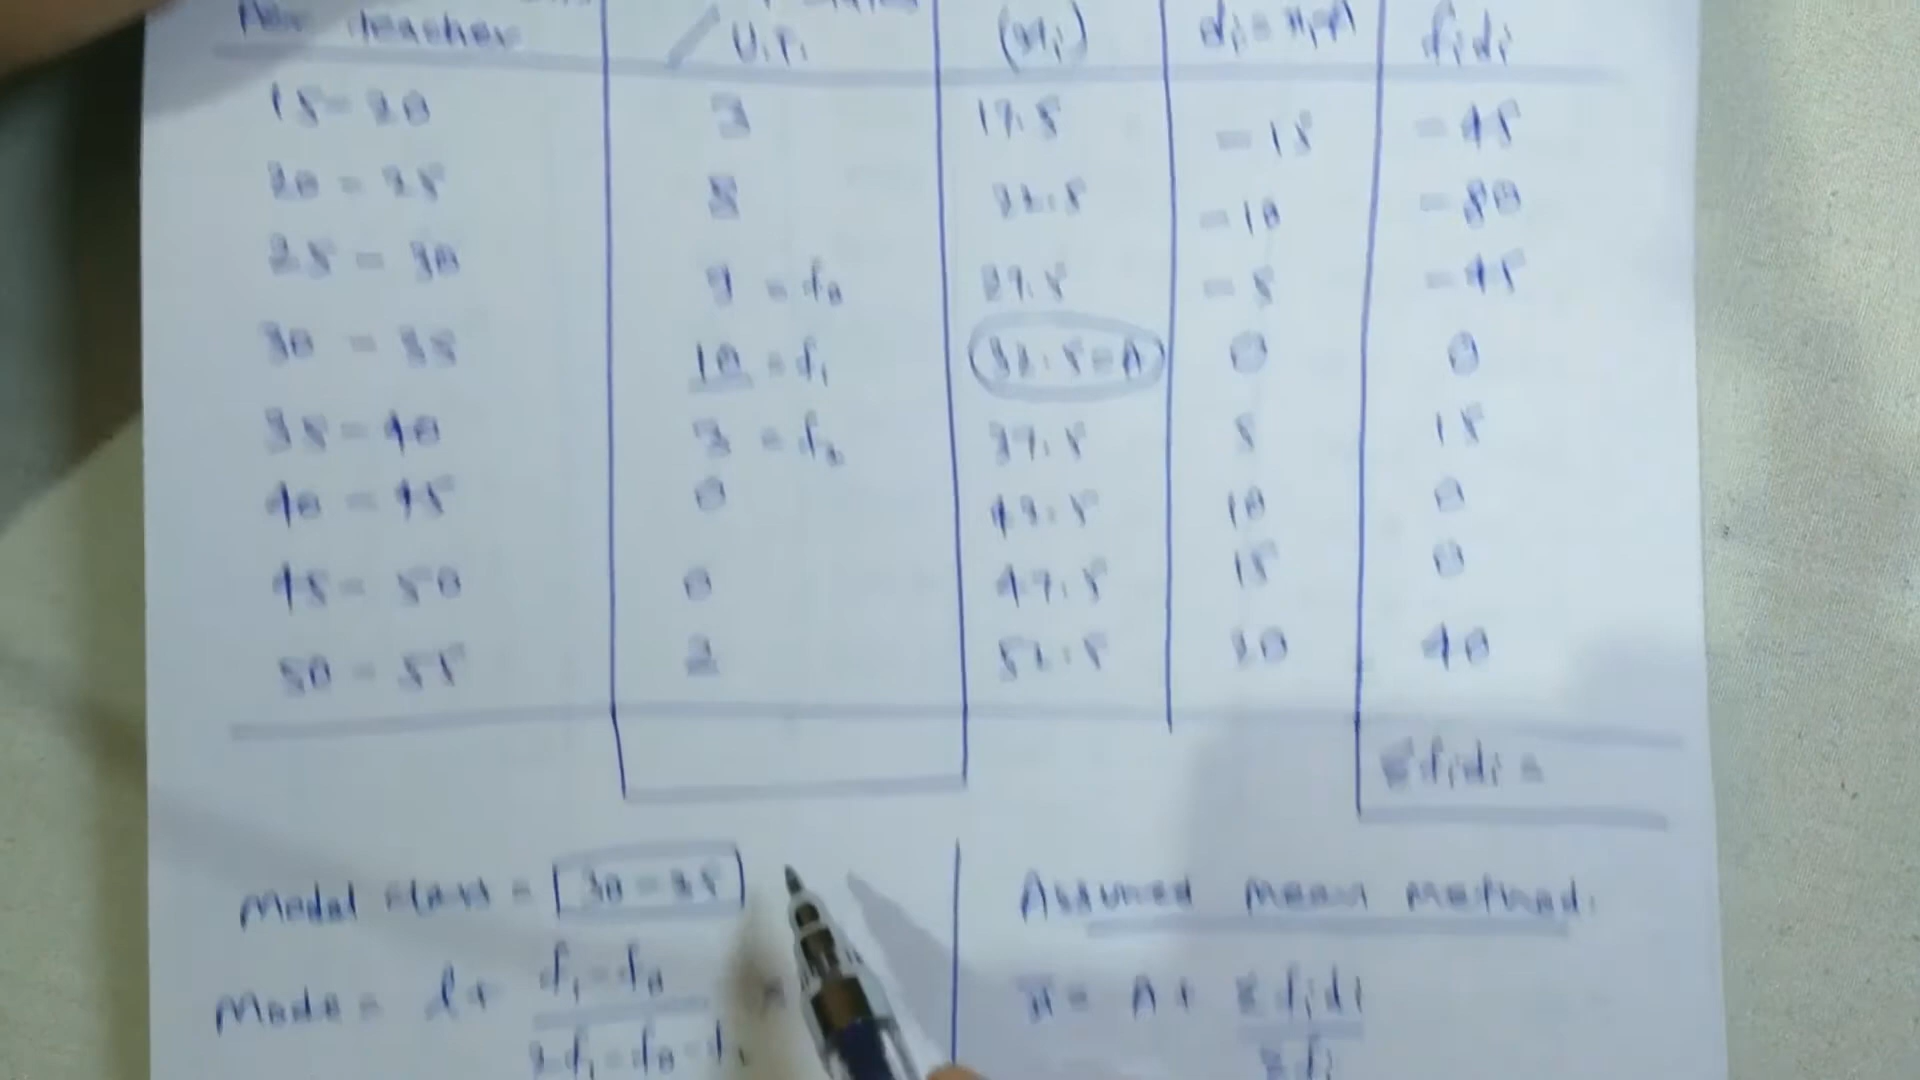 Per teacher U.T. (xi) di = xi-A fidi
15-20 3 17.5 -15 -45
20-25 8 22.5 -10 -80
25-30 9 = f0 27.5 -5 -45
30-35 10 = f1 32.5=A 0 0
35-40 3 = f2 37.5 5 15
40-45 0 42.5 10 0
45-50 0 47.5 15 0
50-55 2 52.5 20 40
Σfidi =
Modal class = 30-35
Mode = l + f1-f0
2f1-f0-f
Assumed mean method:
x̄ = A + Σfidi
Σfi